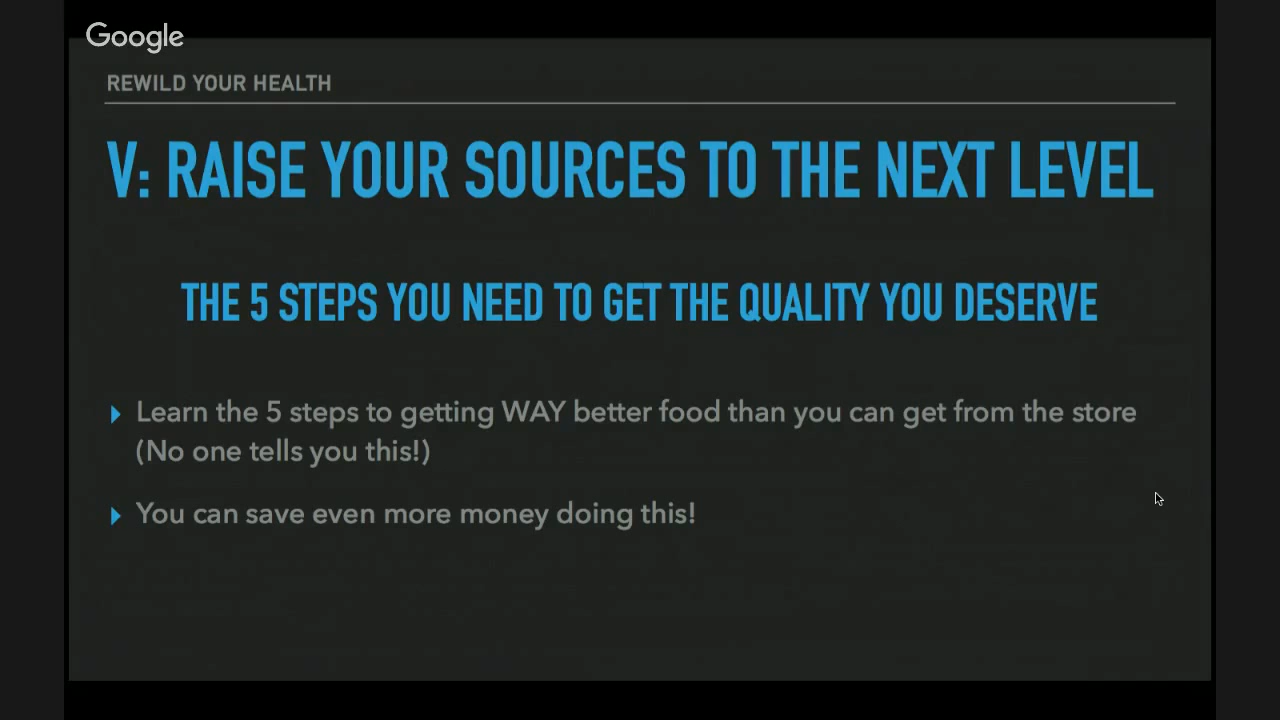 Google
REWILD YOUR HEALTH
V: RAISE YOUR SOURCES TO THE NEXT LEVEL
THE 5 STEPS YOU NEED TO GET THE QUALITY YOU DESERVE
Learn the 5 steps to getting WAY better food than you can get from the store
(No one tells you this!)
You can save even more money doing this!